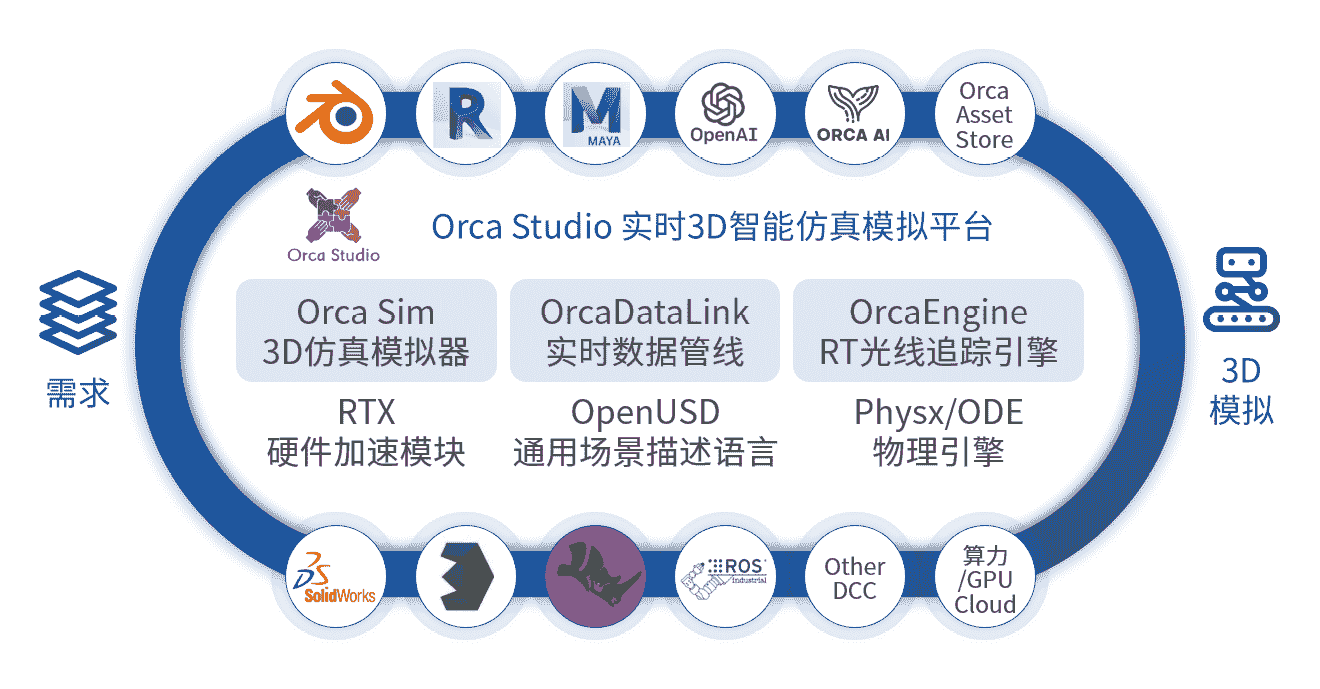 R
M
MAYA
OpenAI
ORCA AI
Orca
Asset
Store
Orca Studio
Orca Studio 实时3D智能仿真模拟平台
Orca Sim
3D仿真模拟器
OrcaDataLink
实时数据管线
OrcaEngine
RT光线追踪引擎
需求
3D
模拟
RTX
硬件加速模块
OpenUSD
通用场景描述语言
Physx/ODE
物理引擎
DS
SolidWorks
ROS
Industrial
Other
DCC
算力
/GPU
Cloud